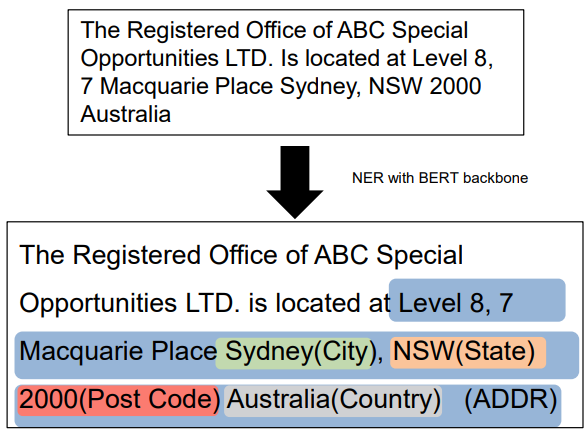 The Registered Office of ABC Special
Opportunities LTD. Is located at Level 8,
7 Macquarie Place Sydney, NSW 2000
Australia
NER with BERT backbone
The Registered Office of ABC Special
Opportunities LTD. is located at Level 8, 7
Macquarie Place Sydney(City), NSW(State)
2000(Post Code) Australia(Country) (ADDR)